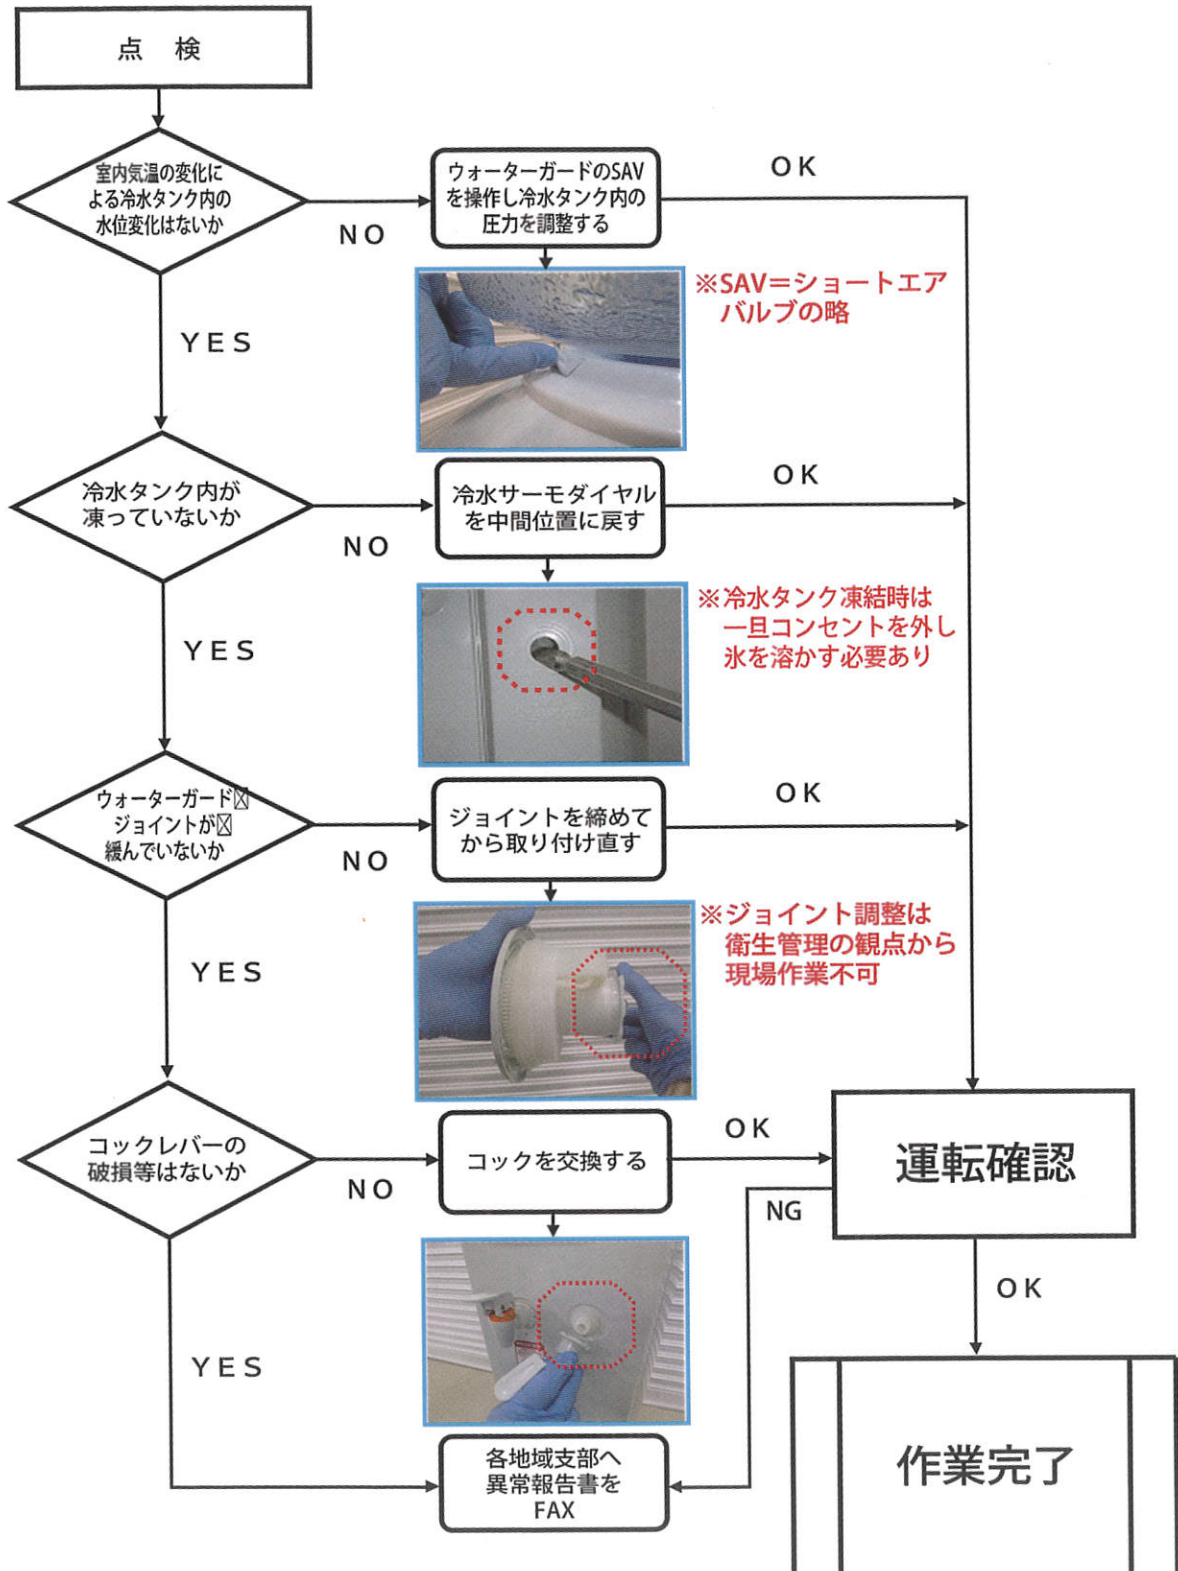 点 検
室内気温の変化に
よる冷水タンク内の
水位変化はないか
NO
ウォーターガードのSAV
を操作し冷水タンク内の
圧力を調整する
OK
※SAV＝ショートエア
バルブの略
YES
冷水タンク内が
凍っていないか
NO
冷水サーモダイヤル
を中間位置に戻す
OK
※冷水タンク凍結時は
一旦コンセントを外し
氷を溶かす必要あり
YES
ウォーターガード
ジョイントが
緩んでいないか
NO
ジョイントを締めて
から取り付け直す
OK
※ジョイント調整は
衛生管理の観点から
現場作業不可
YES
コックレバーの
破損等はないか
NO
コックを交換する
OK
運転確認
NG
OK
YES
各地域支部へ
異常報告書を
FAX
作業完了